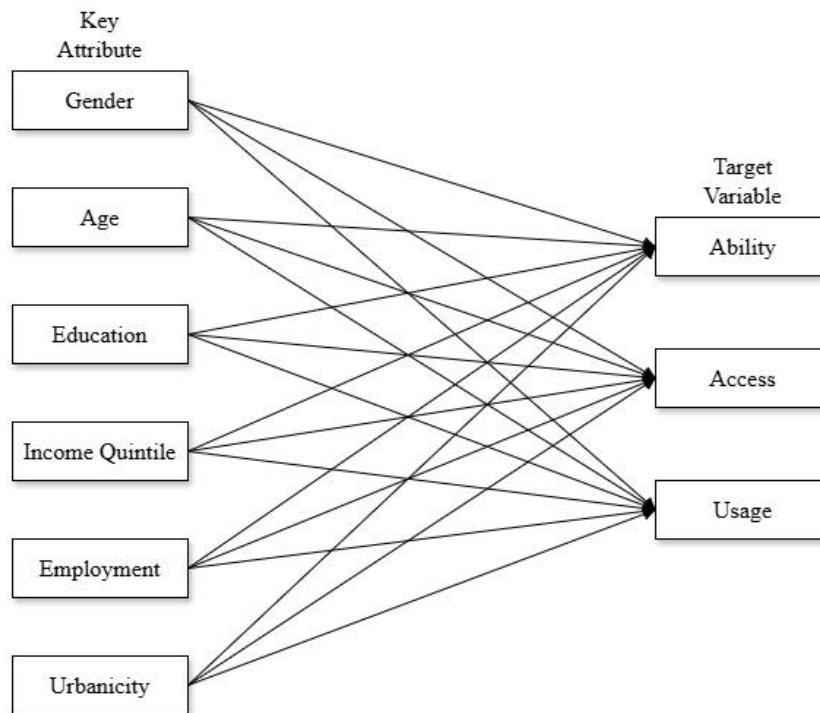 Key
Attribute
Gender
Age
Education
Income Quintile
Employment
Urbanicity
Target
Variable
Ability
Access
Usage